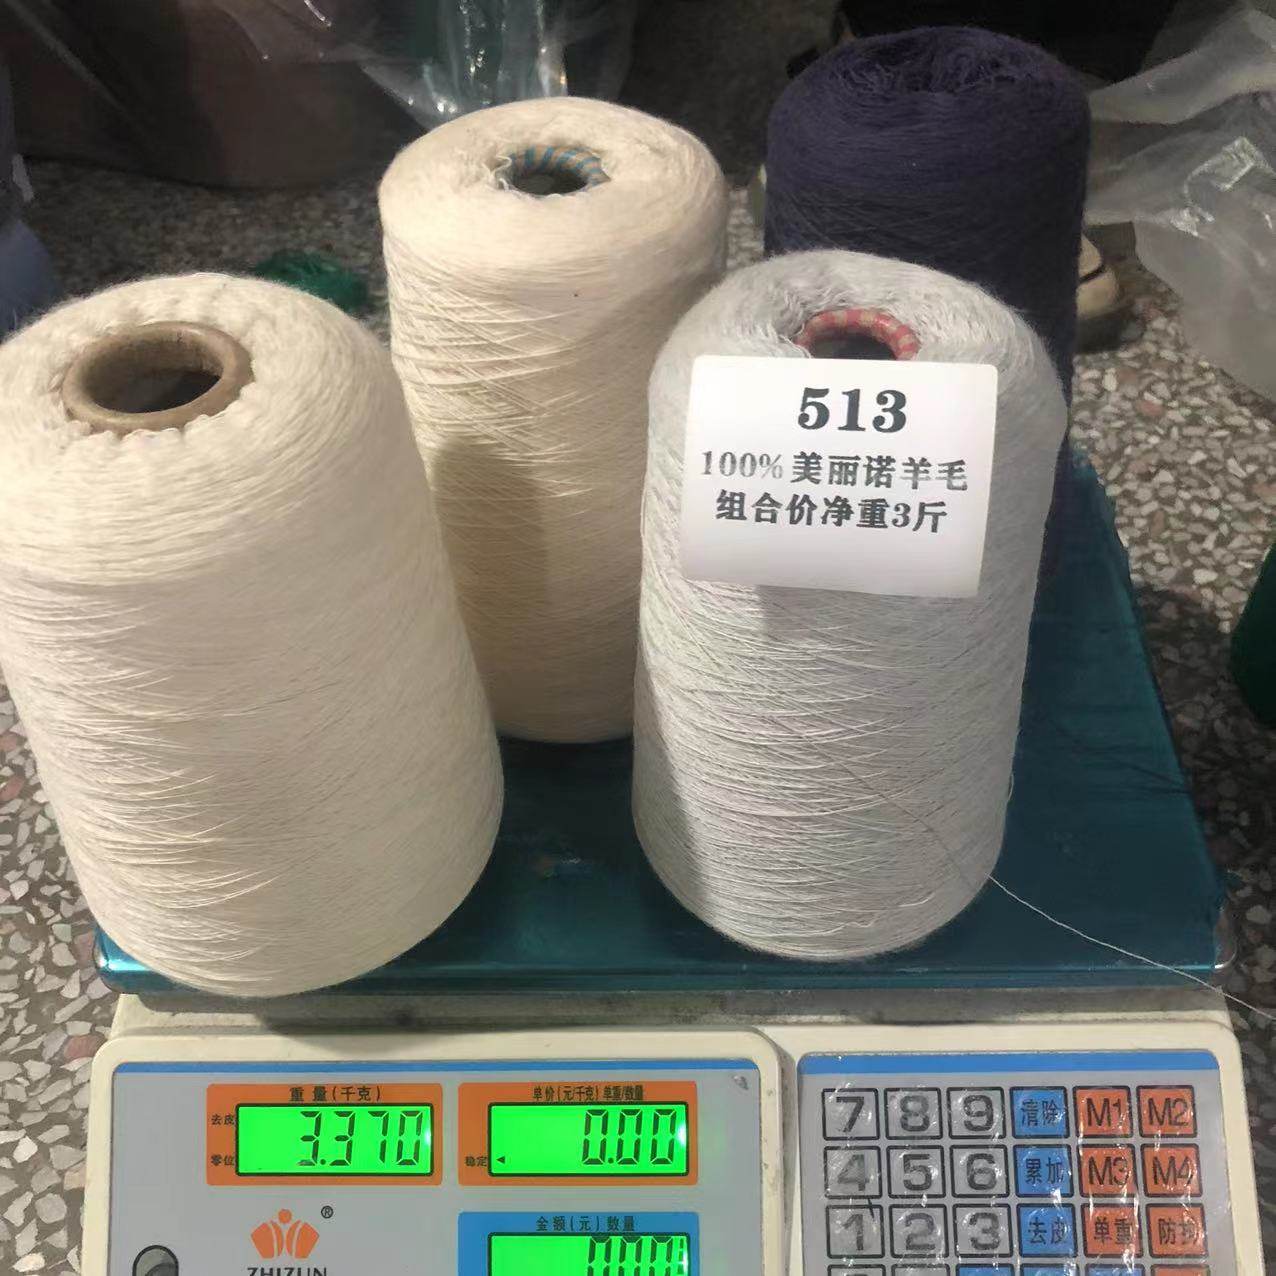 513
100%美丽诺羊毛
组合价净重3斤
重量(千克)
去皮
零位
3.370
单价(元/千克)单重/数量
稳定
0.00
金额(元)数量
0.00
®
ZHIZUN
7 8 9 清除 M1 M2
4 5 6 累加 M3 M4
1 2 3 去皮 单重